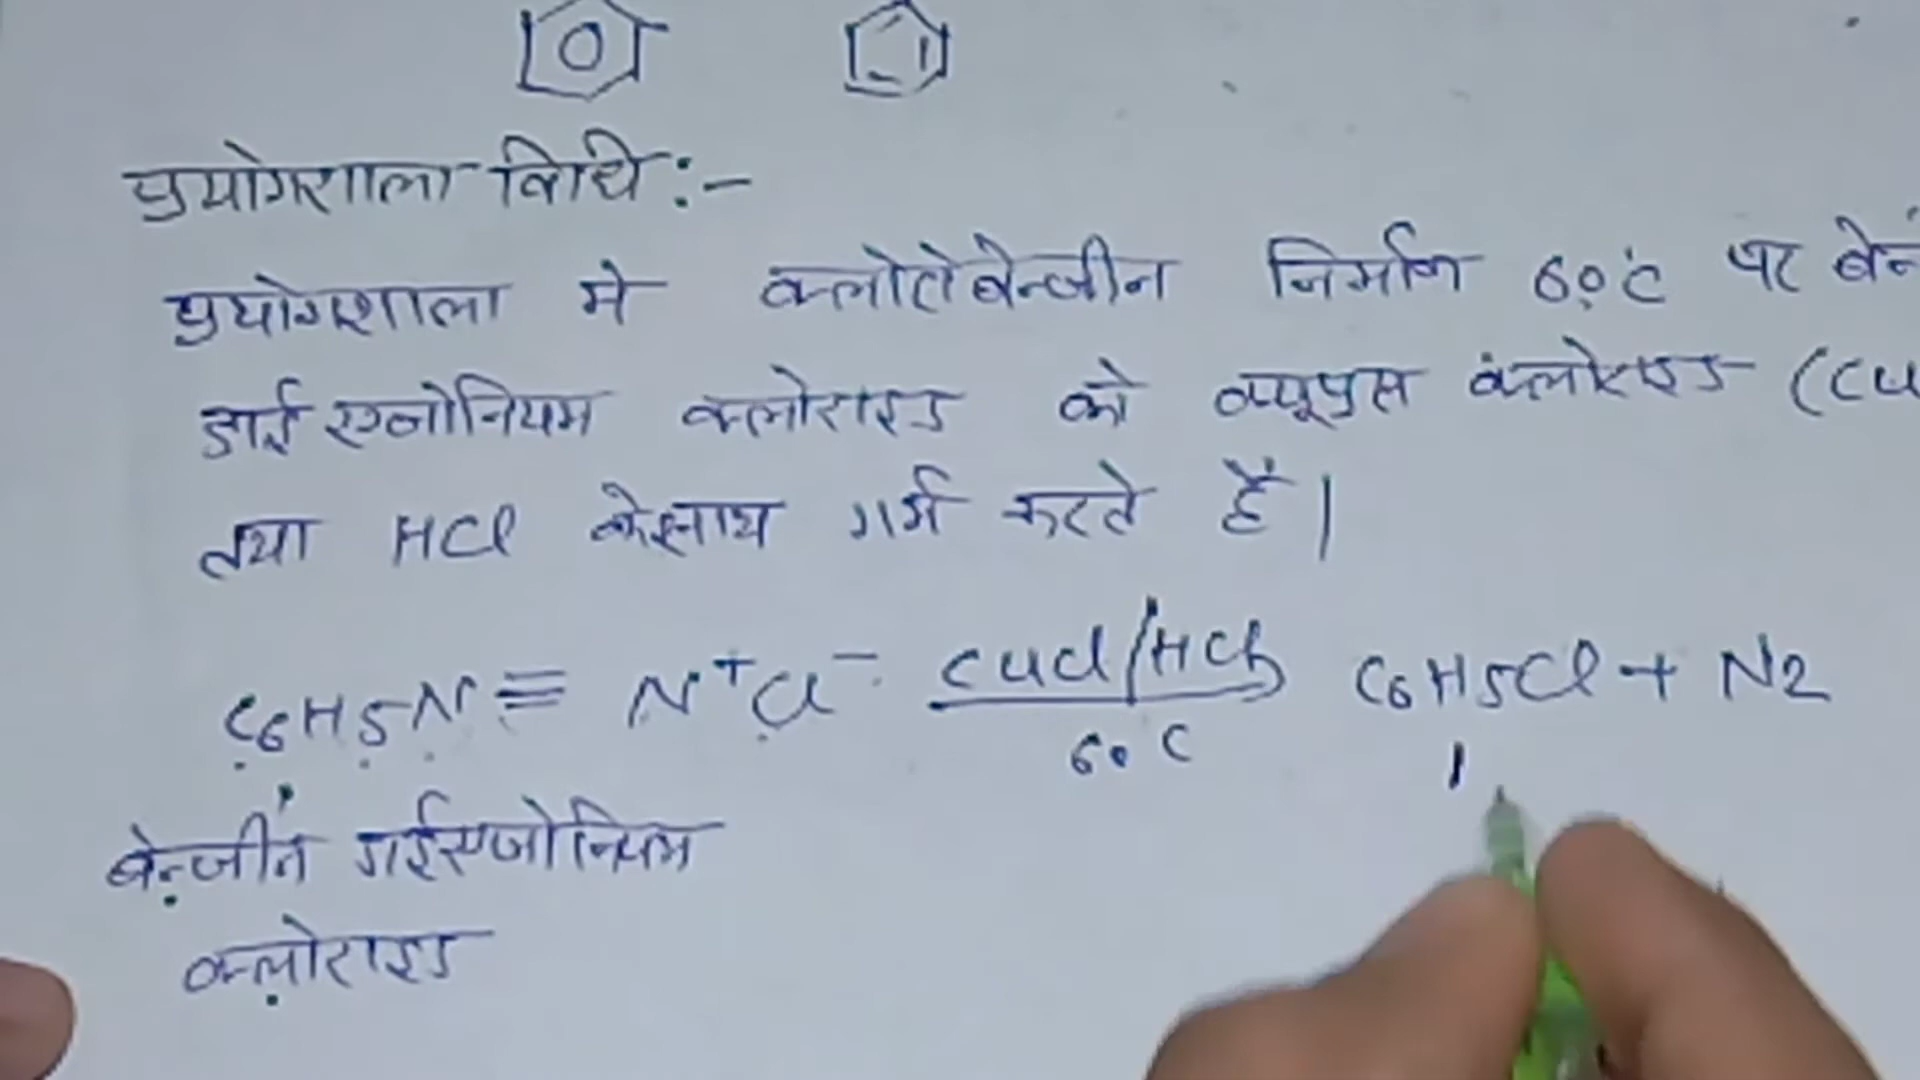 प्रयोगशाला विधि :-
प्रयोगशाला मे क्लोरोबेन्जीन निर्माण 60°C पर
डाईएजोनियम क्लोराइड को क्यूप्रस क्लोराइड (Cu
तथा HCl केसाथ गर्म करते हैं।
C6H5N ≡ N+Cl- CuCl/HCl C6H5Cl + N2
60°C
बेन्जीन डाईएजोनियम
क्लोराइड